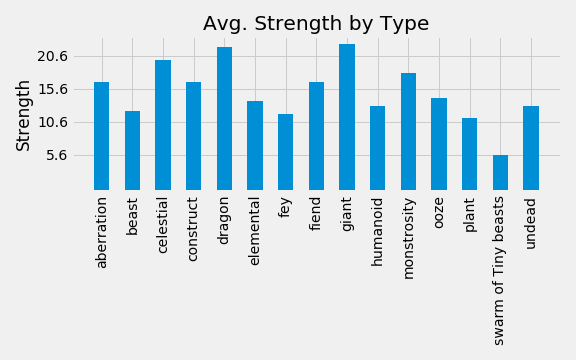 Avg. Strength by Type
Strength
20.6
15.6
10.6
5.6
aberration
beast
celestial
construct
dragon
elemental
fey
fiend
giant
humanoid
monstrosity
ooze
plant
swarm of Tiny beasts
undead